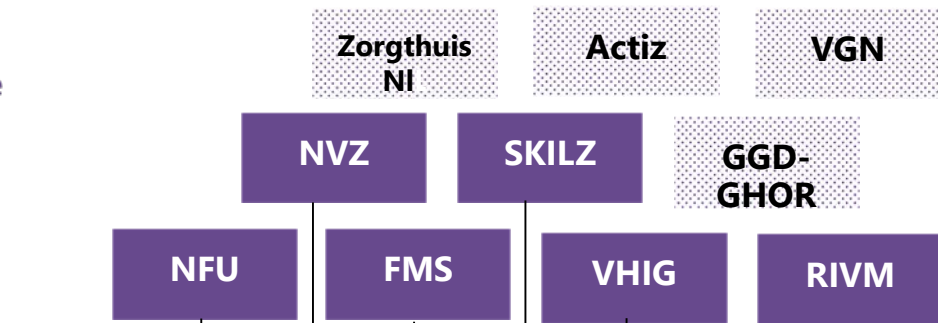 Zorgthuis
Nl
Actiz
VGN
NVZ
SKILZ
GGD-
GHOR
NFU
FMS
VHIG
RIVM